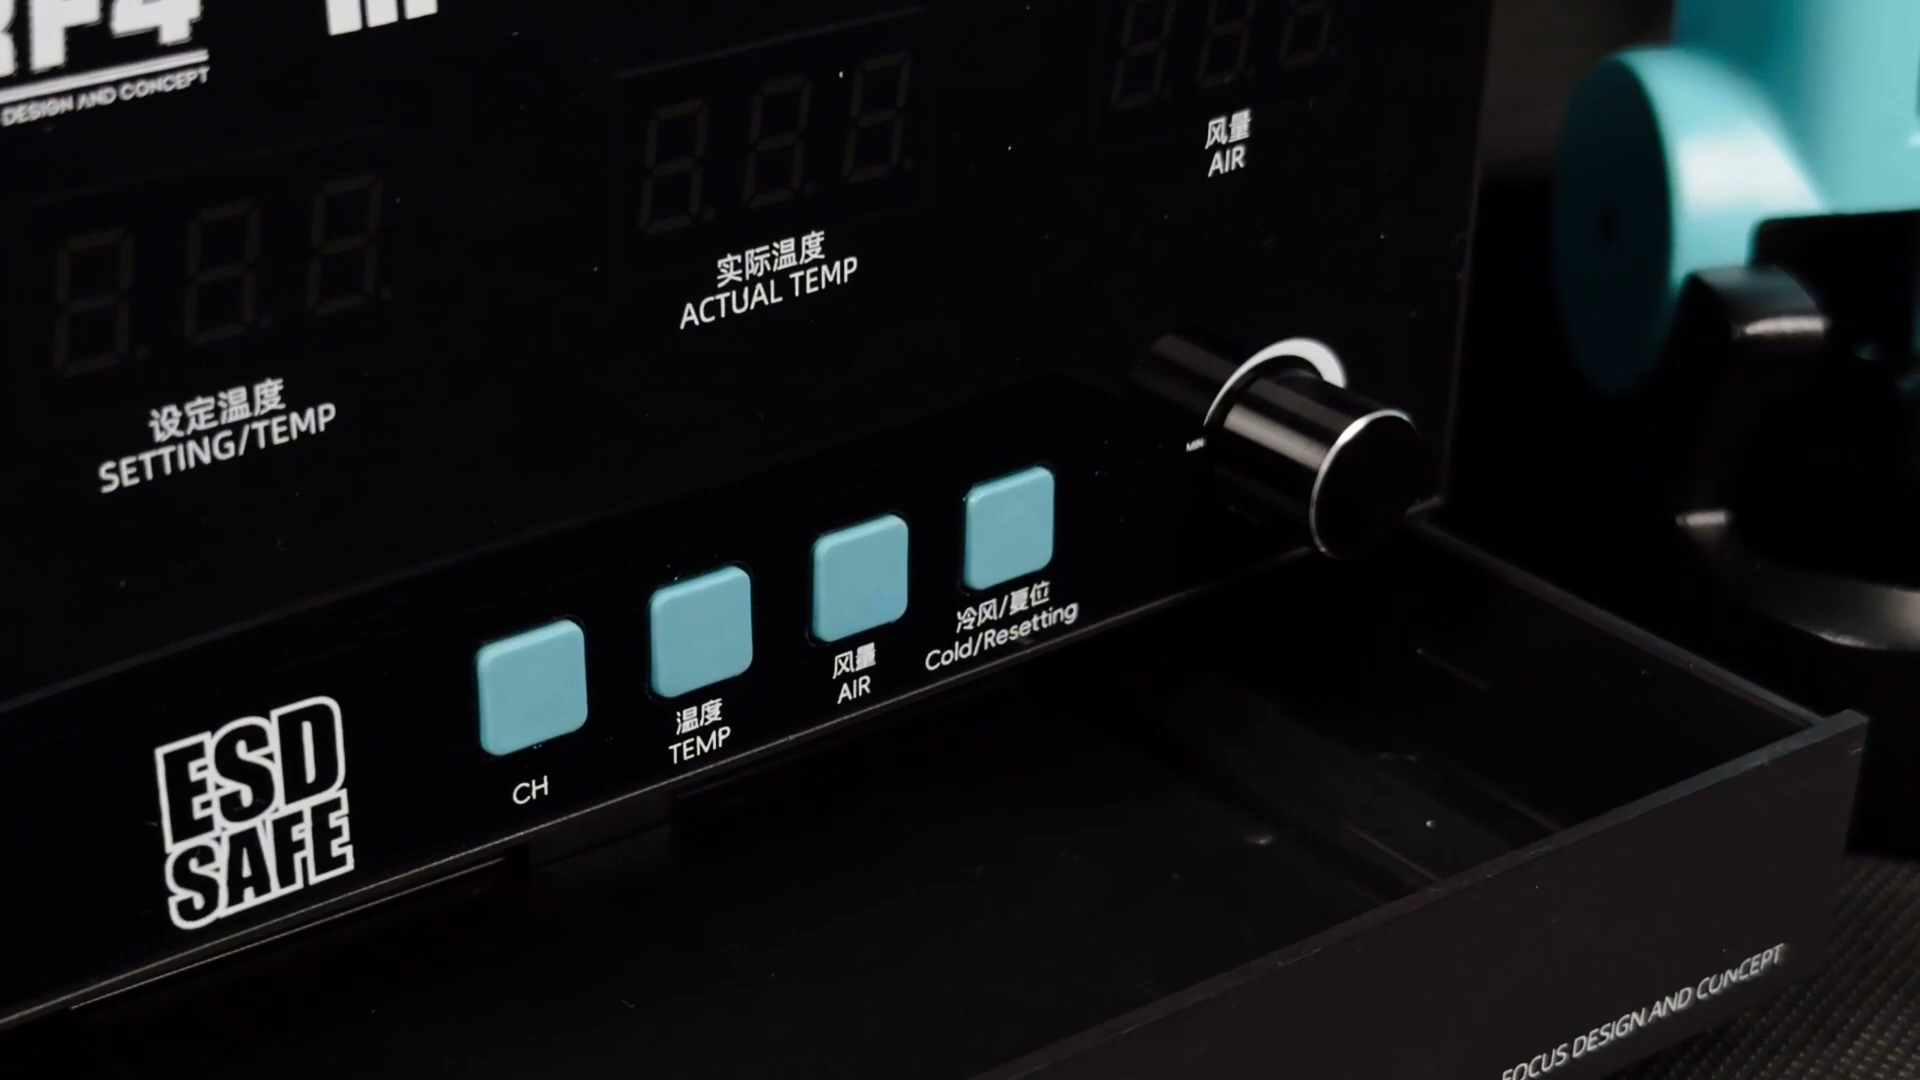 RF4
DESIGN AND CONCEPT
风量
AIR
实际温度
ACTUAL TEMP
设定温度
SETTING/TEMP
MIN
冷风/复位
Cold/Resetting
风量
AIR
温度
TEMP
CH
ESD
SAFE
FOCUS DESIGN AND CONCEPT